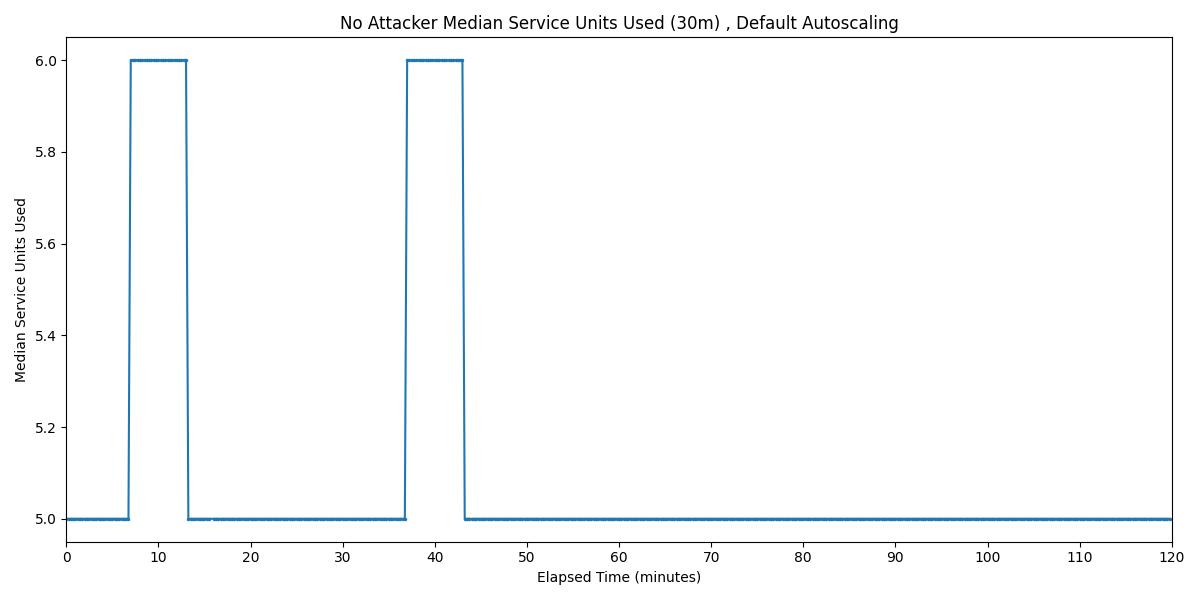 No Attacker Median Service Units Used (30m) , Default Autoscaling
6.0
5.8
5.6
5.4
5.2
5.0
Median Service Units Used
0 10 20 30 40 50 60 70 80 90 100 110 120
Elapsed Time (minutes)